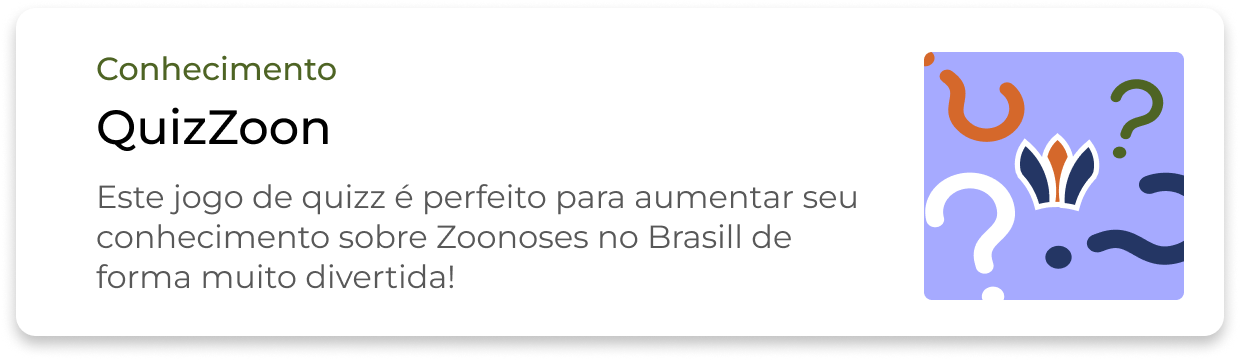 Conhecimento
QuizZoon
Este jogo de quizz é perfeito para aumentar seu
conhecimento sobre Zoonoses no Brasill de
forma muito divertida!